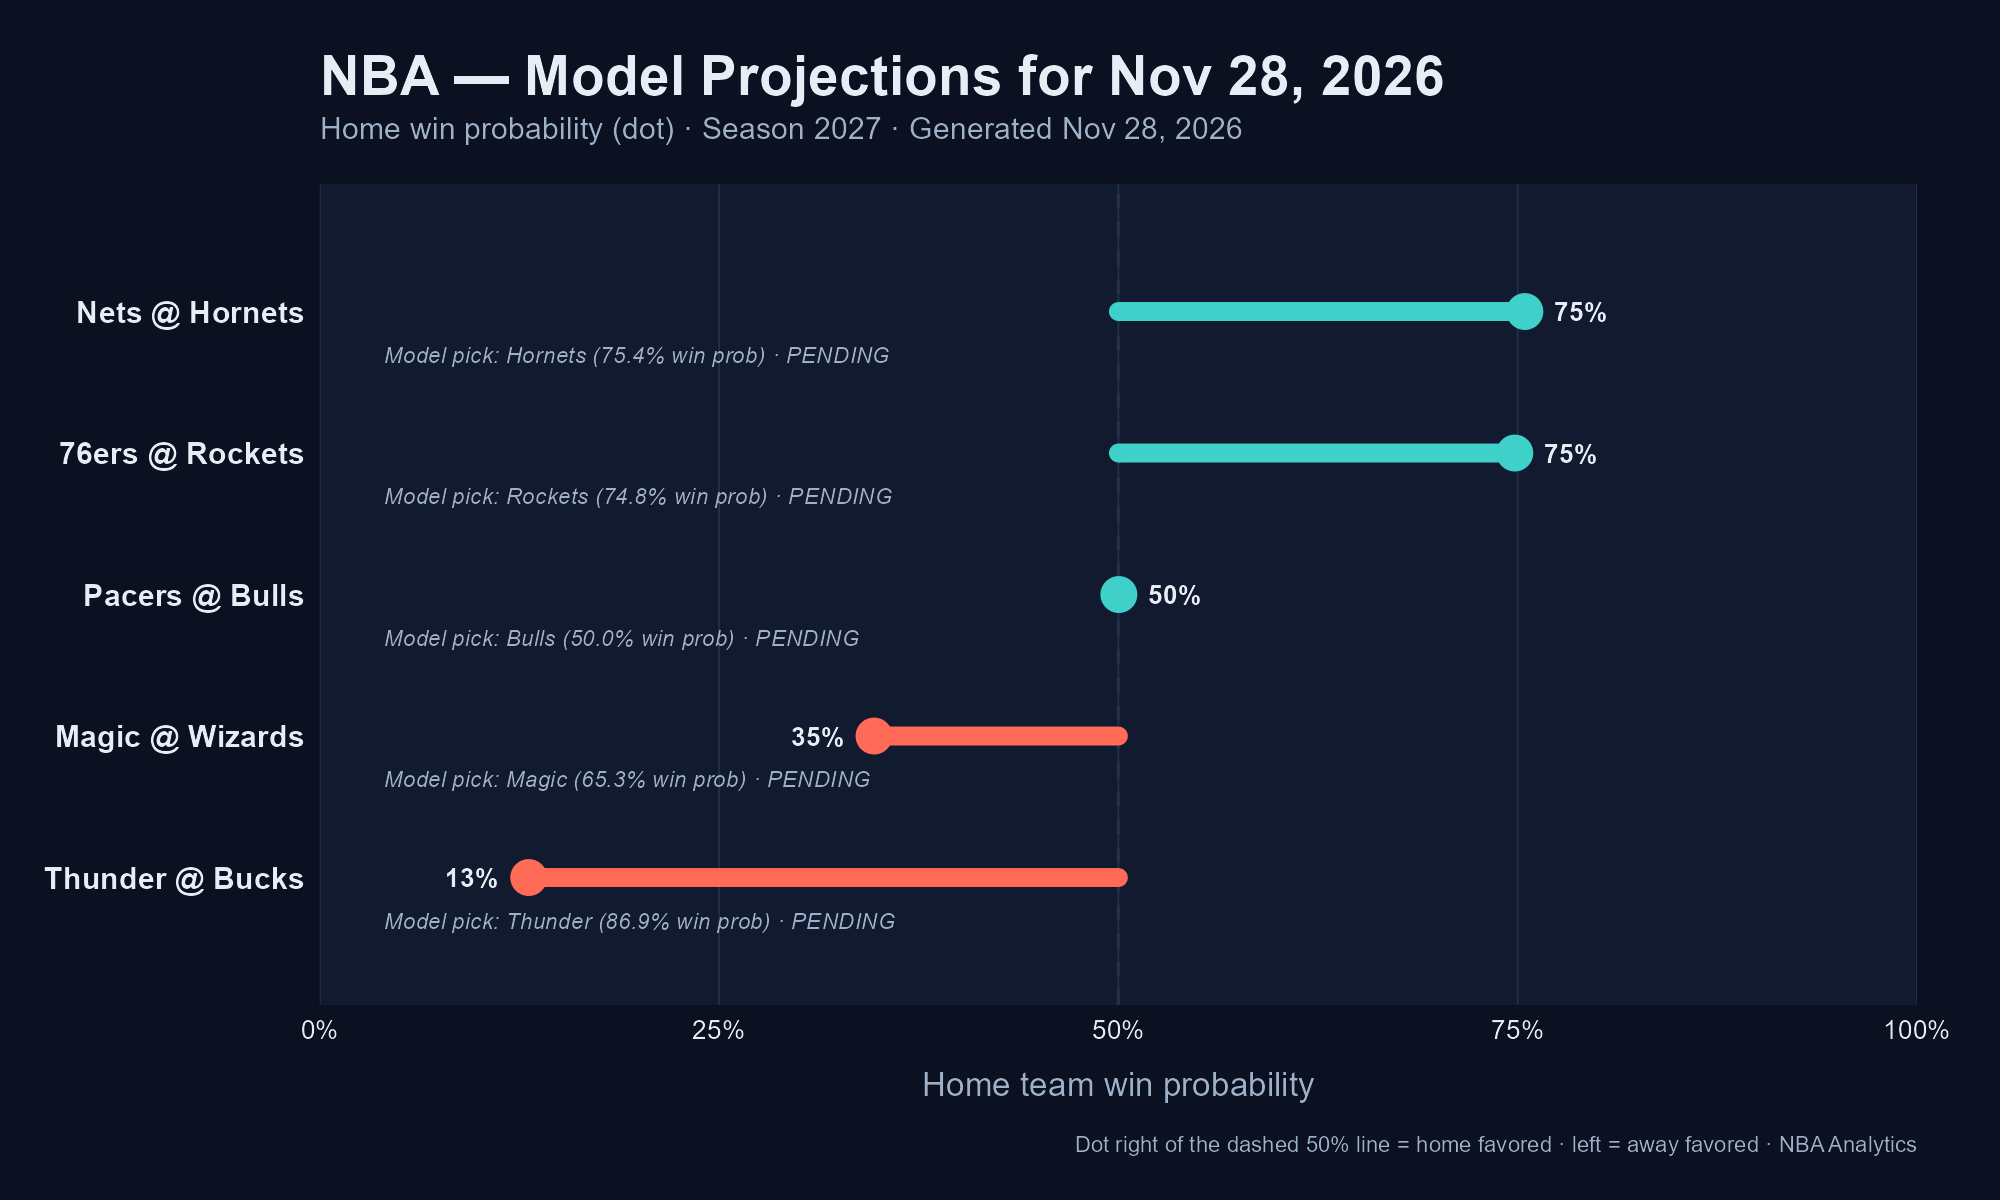 NBA — Model Projections for Nov 28, 2026
Home win probability (dot) · Season 2027 · Generated Nov 28, 2026
Nets @ Hornets
75%
Model pick: Hornets (75.4% win prob) · PENDING
76ers @ Rockets
75%
Model pick: Rockets (74.8% win prob) · PENDING
Pacers @ Bulls
50%
Model pick: Bulls (50.0% win prob) · PENDING
Magic @ Wizards
35%
Model pick: Magic (65.3% win prob) · PENDING
Thunder @ Bucks
13%
Model pick: Thunder (86.9% win prob) · PENDING
0% 25% 50% 75% 100%
Home team win probability
Dot right of the dashed 50% line = home favored · left = away favored · NBA Analytics